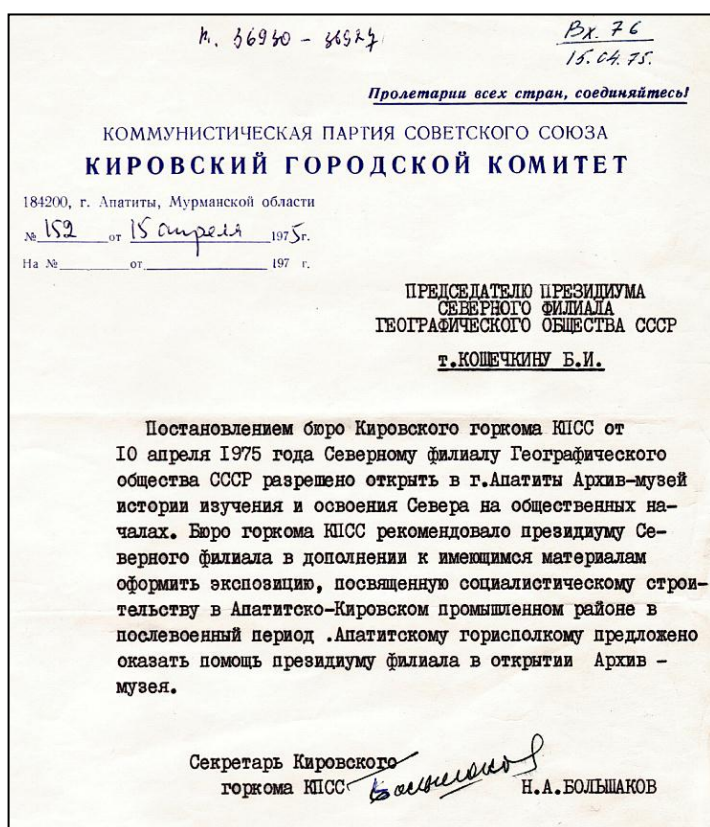 Вх. 76
15.04.75.
Пролетарии всех стран, соединяйтесь!
КОММУНИСТИЧЕСКАЯ ПАРТИЯ СОВЕТСКОГО СОЮЗА
КИРОВСКИЙ ГОРОДСКОЙ КОМИТЕТ
184200, г. Апатиты, Мурманской области
№ 152 от 15 апреля 1975г.
На № от 197 г.
ПРЕДСЕДАТЕЛЮ ПРЕЗИДИУМА
СЕВЕРНОГО ФИЛИАЛА
ГЕОГРАФИЧЕСКОГО ОБЩЕСТВА СССР
т.КОШЕЧКИНУ Б.И.
Постановлением бюро Кировского горкома КПСС от
10 апреля 1975 года Северному филиалу Географического
общества СССР разрешено открыть в г.Апатиты Архив-музей
истории изучения и освоения Севера на общественных на-
чалах. Бюро горкома КПСС рекомендовало президиуму Се-
верного филиала в дополнении к имеющимся материалам
оформить экспозицию, посвященную социалистическому строи-
тельству в Апатитско-Кировском промышленном районе в
послевоенный период .Апатитскому горисполкому предложено
оказать помощь президиуму филиала в открытии Архив -
музея.
Секретарь Кировского
горкома КПСС Большаков Н.А.БОЛЬШАКОВ